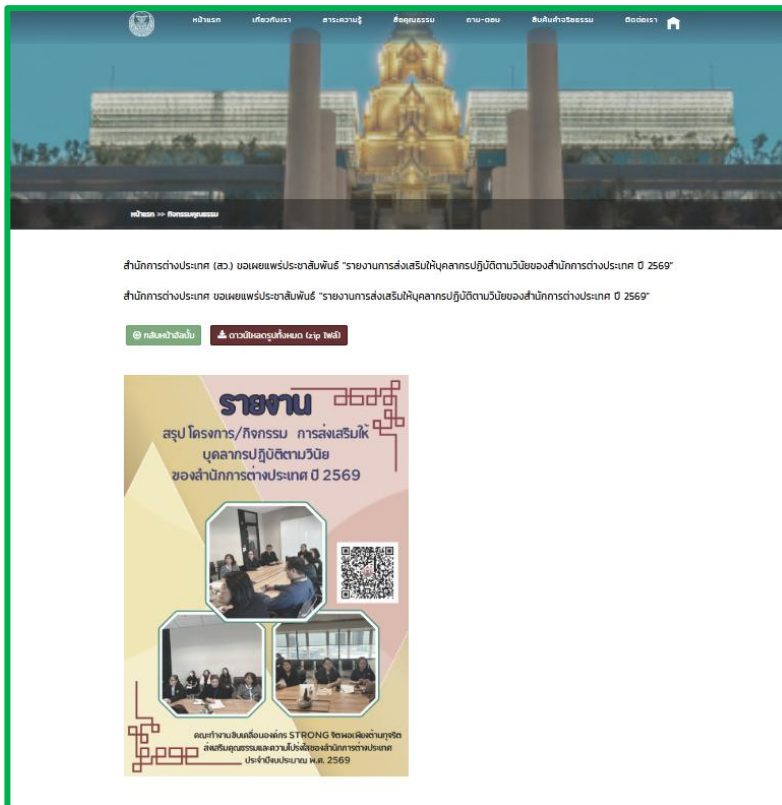 หน้าแรก เกี่ยวกับเรา สาระความรู้ สื่อคุณธรรม ถาม-ตอบ สืบค้นคำจริยธรรม ติดต่อเรา
หน้าแรก >> กิจกรรมคุณธรรม
สำนักการต่างประเทศ (สว.) ขอเผยแพร่ประชาสัมพันธ์ "รายงานการส่งเสริมให้บุคลากรปฏิบัติตามวินัยของสำนักการต่างประเทศ ปี 2569"
สำนักการต่างประเทศ ขอเผยแพร่ประชาสัมพันธ์ "รายงานการส่งเสริมให้บุคลากรปฏิบัติตามวินัยของสำนักการต่างประเทศ ปี 2569"
กลับหน้าอัลบั้ม ดาวน์โหลดรูปทั้งหมด (zip ไฟล์)
รายงาน
สรุป โครงการ/กิจกรรม การส่งเสริมให้
บุคลากรปฏิบัติตามวินัย
ของสำนักการต่างประเทศ ปี 2569
คณะทำงานขับเคลื่อนองค์กร STRONG จิตพอเพียงต้านทุจริต
ส่งเสริมคุณธรรมและความโปร่งใสของสำนักการต่างประเทศ
ประจำปีงบประมาณ พ.ศ. 2569